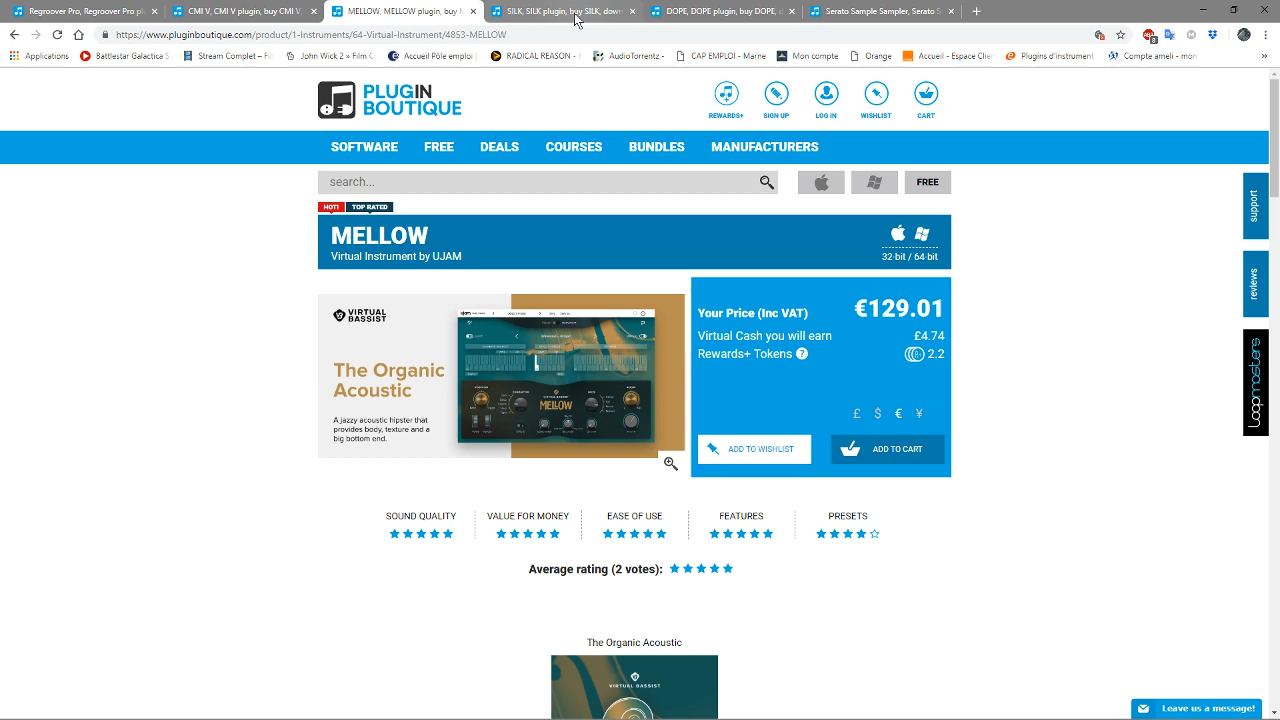 Reroover Pro, Reroover Pro pl
CMI V, CMI V plugin, buy CMI V,
MELLOW, MELLOW plugin, buy M
SILK, SILK plugin, buy SILK, down
DOPE, DOPE plugin, buy DOPE, d
Serato Serato Sample, Serato S
https://www.pluginboutique.com/product/1-Instruments/64-Virtual-Instrument/4853-MELLOW
Applications
Battlestar Galactica S
Stream Complet – Fil
John Wick 2 » Film C
Accueil Pôle emploi
RADICAL REASON - F
AudioTorrentz -
CAP EMPLOI - Marne
Mon compte
Orange
Accueil - Espace Clien
Plugins d'instrument
Compte ameli - mon
PLUGIN
BOUTIQUE
REWARDS+
SIGN UP
LOG IN
WISHLIST
CART
SOFTWARE
FREE
DEALS
COURSES
BUNDLES
MANUFACTURERS
search...
FREE
HOT!
TOP RATED
support
MELLOW
Virtual Instrument by UJAM
32-bit / 64-bit
reviews
VIRTUAL
BASSIST
The Organic
Acoustic
A jazzy acoustic hipster that
provides body, texture and a
big bottom end.
ujam
MELLOW
Your Price (Inc VAT)
€129.01
Virtual Cash you will earn
£4.74
Rewards+ Tokens ?
2.2
£ $ € ¥
ADD TO WISHLIST
ADD TO CART
loopmasters
SOUND QUALITY
VALUE FOR MONEY
EASE OF USE
FEATURES
PRESETS
Average rating (2 votes):
The Organic Acoustic
VIRTUAL BASSIST
Leave us a message!